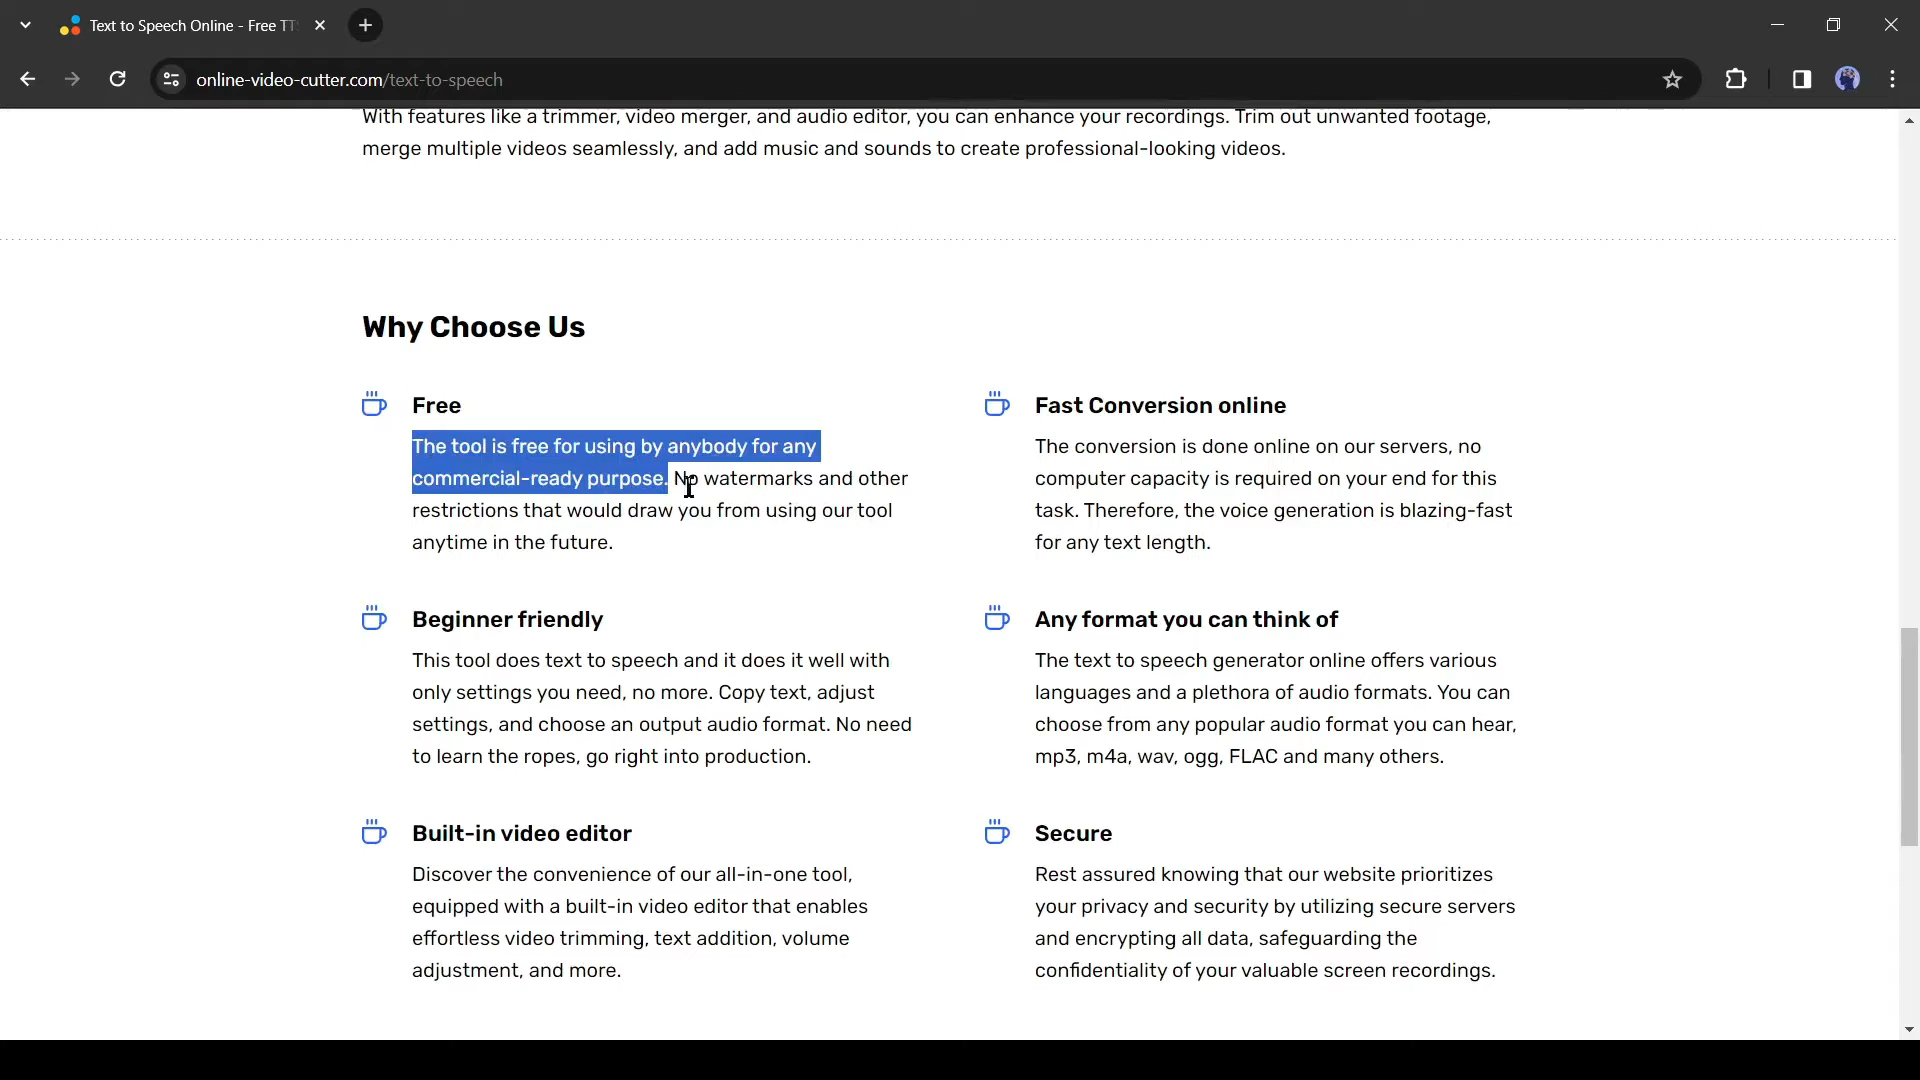 Text to Speech Online - Free TT
online-video-cutter.com/text-to-speech
With features like a trimmer, video merger, and audio editor, you can enhance your recordings. Trim out unwanted footage,
merge multiple videos seamlessly, and add music and sounds to create professional-looking videos.
Why Choose Us
Free
The tool is free for using by anybody for any
commercial-ready purpose. No watermarks and other
restrictions that would draw you from using our tool
anytime in the future.
Fast Conversion online
The conversion is done online on our servers, no
computer capacity is required on your end for this
task. Therefore, the voice generation is blazing-fast
for any text length.
Beginner friendly
This tool does text to speech and it does it well with
only settings you need, no more. Copy text, adjust
settings, and choose an output audio format. No need
to learn the ropes, go right into production.
Any format you can think of
The text to speech generator online offers various
languages and a plethora of audio formats. You can
choose from any popular audio format you can hear,
mp3, m4a, wav, ogg, FLAC and many others.
Built-in video editor
Discover the convenience of our all-in-one tool,
equipped with a built-in video editor that enables
effortless video trimming, text addition, volume
adjustment, and more.
Secure
Rest assured knowing that our website prioritizes
your privacy and security by utilizing secure servers
and encrypting all data, safeguarding the
confidentiality of your valuable screen recordings.